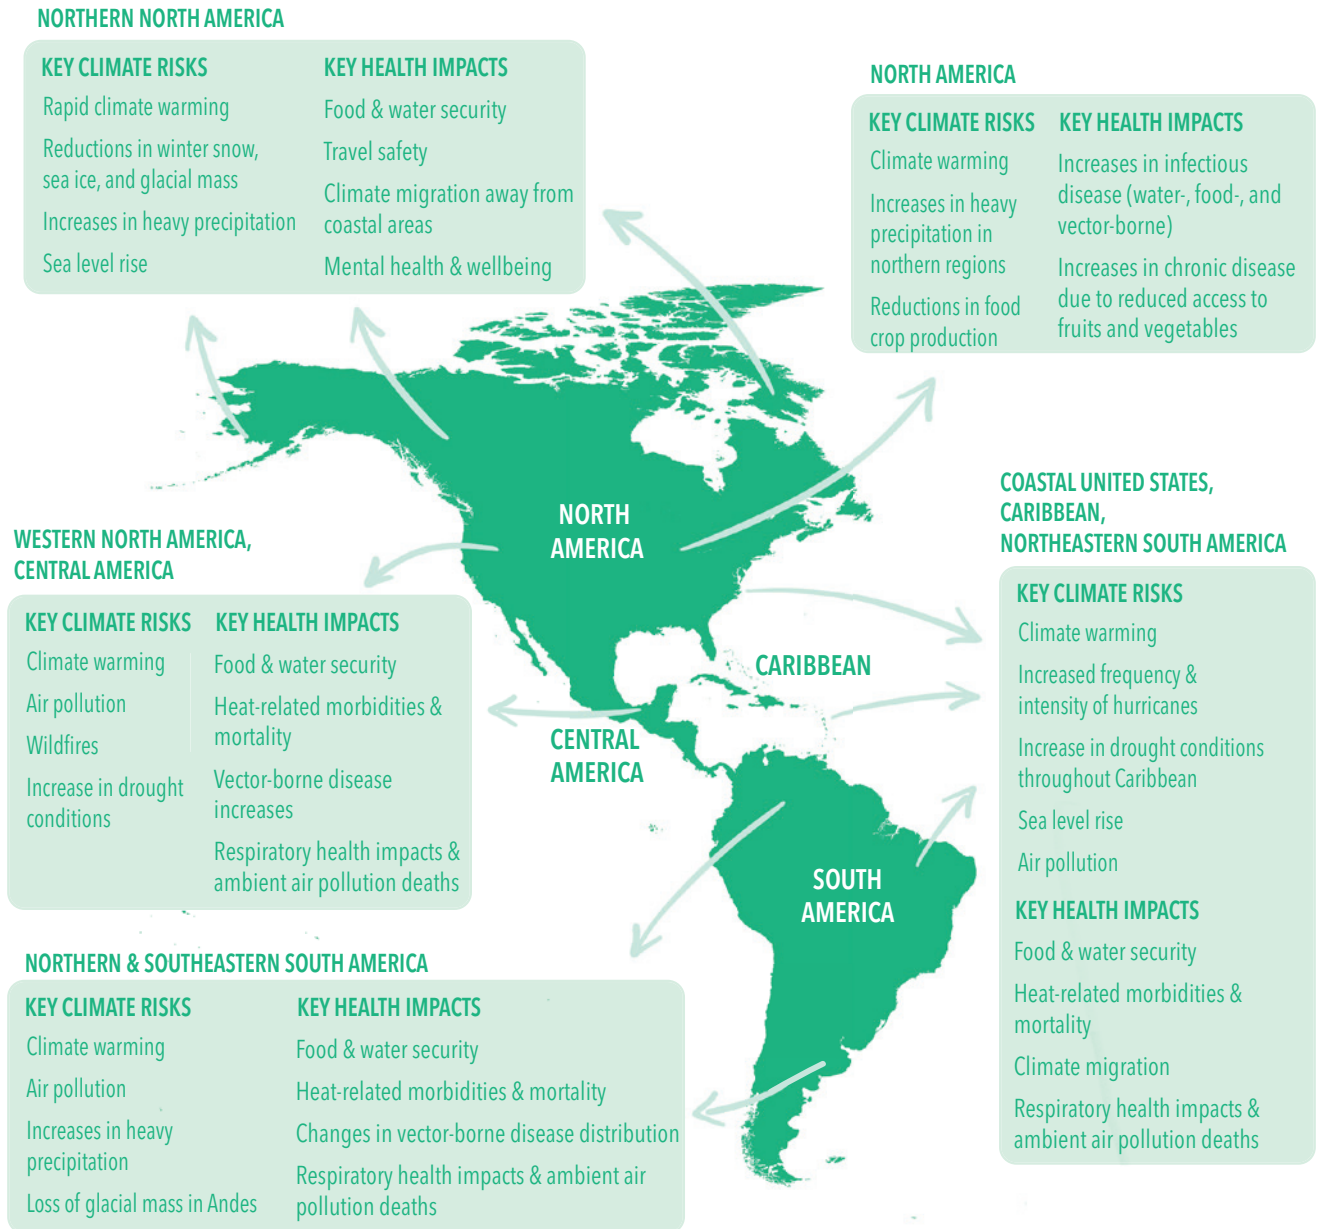 NORTHERN NORTH AMERICA
KEY CLIMATE RISKS
Rapid climate warming
Reductions in winter snow,
sea ice, and glacial mass
Increases in heavy precipitation
Sea level rise
KEY HEALTH IMPACTS
Food & water security
Travel safety
Climate migration away from
coastal areas
Mental health & wellbeing
NORTH AMERICA
KEY CLIMATE RISKS
Climate warming
Increases in heavy
precipitation in
northern regions
Reductions in food
crop production
KEY HEALTH IMPACTS
Increases in infectious
disease (water-, food-, and
vector-borne)
Increases in chronic disease
due to reduced access to
fruits and vegetables
NORTH
AMERICA
CARIBBEAN
CENTRAL
AMERICA
SOUTH
AMERICA
WESTERN NORTH AMERICA,
CENTRAL AMERICA
KEY CLIMATE RISKS
Climate warming
Air pollution
Wildfires
Increase in drought
conditions
KEY HEALTH IMPACTS
Food & water security
Heat-related morbidities &
mortality
Vector-borne disease
increases
Respiratory health impacts &
ambient air pollution deaths
COASTAL UNITED STATES,
CARIBBEAN,
NORTHEASTERN SOUTH AMERICA
KEY CLIMATE RISKS
Climate warming
Increased frequency &
intensity of hurricanes
Increase in drought conditions
throughout Caribbean
Sea level rise
Air pollution
KEY HEALTH IMPACTS
Food & water security
Heat-related morbidities &
mortality
Climate migration
Respiratory health impacts &
ambient air pollution deaths
NORTHERN & SOUTHEASTERN SOUTH AMERICA
KEY CLIMATE RISKS
Climate warming
Air pollution
Increases in heavy
precipitation
Loss of glacial mass in Andes
KEY HEALTH IMPACTS
Food & water security
Heat-related morbidities & mortality
Changes in vector-borne disease distribution
Respiratory health impacts & ambient air
pollution deaths